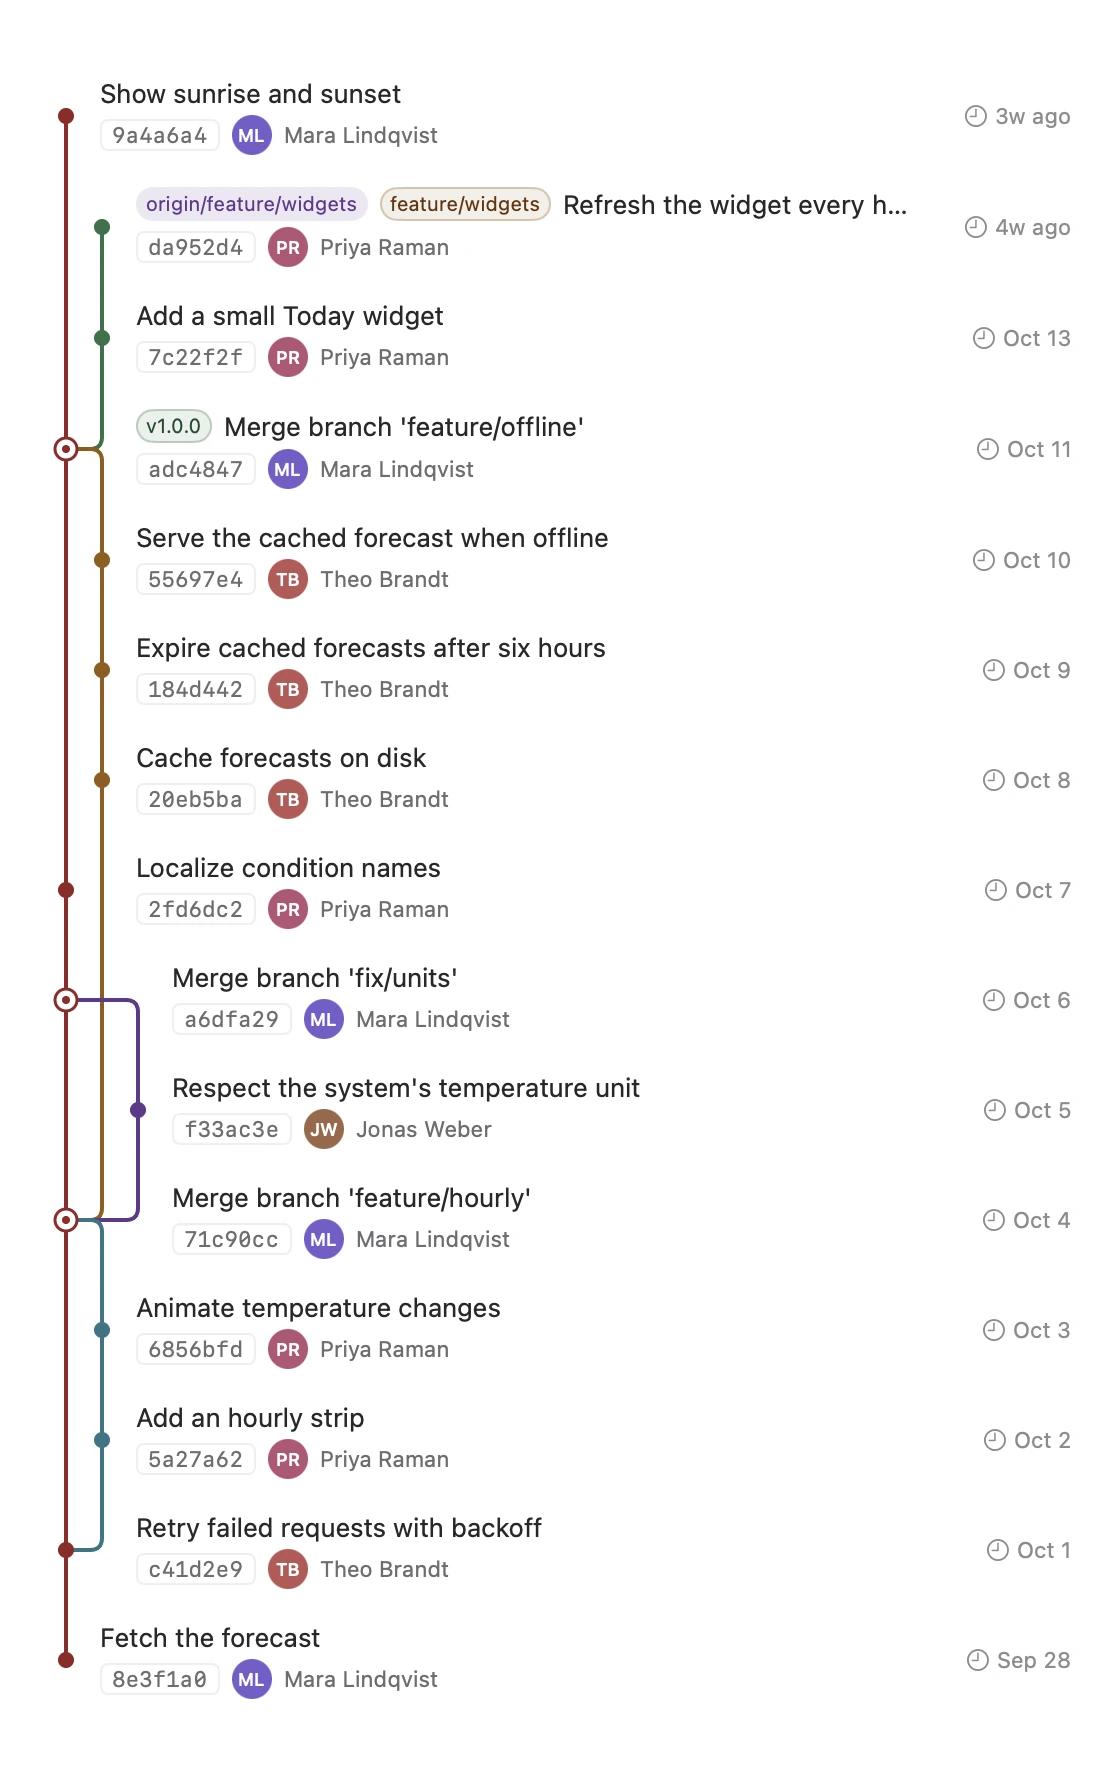 Show sunrise and sunset
9a4a6a4 ML Mara Lindqvist 3w ago
origin/feature/widgets feature/widgets Refresh the widget every h...
da952d4 PR Priya Raman 4w ago
Add a small Today widget
7c22f2f PR Priya Raman Oct 13
v1.0.0 Merge branch 'feature/offline'
adc4847 ML Mara Lindqvist Oct 11
Serve the cached forecast when offline
55697e4 TB Theo Brandt Oct 10
Expire cached forecasts after six hours
184d442 TB Theo Brandt Oct 9
Cache forecasts on disk
20eb5ba TB Theo Brandt Oct 8
Localize condition names
2fd6dc2 PR Priya Raman Oct 7
Merge branch 'fix/units'
a6dfa29 ML Mara Lindqvist Oct 6
Respect the system's temperature unit
f33ac3e JW Jonas Weber Oct 5
Merge branch 'feature/hourly'
71c90cc ML Mara Lindqvist Oct 4
Animate temperature changes
6856bfd PR Priya Raman Oct 3
Add an hourly strip
5a27a62 PR Priya Raman Oct 2
Retry failed requests with backoff
c41d2e9 TB Theo Brandt Oct 1
Fetch the forecast
8e3f1a0 ML Mara Lindqvist Sep 28